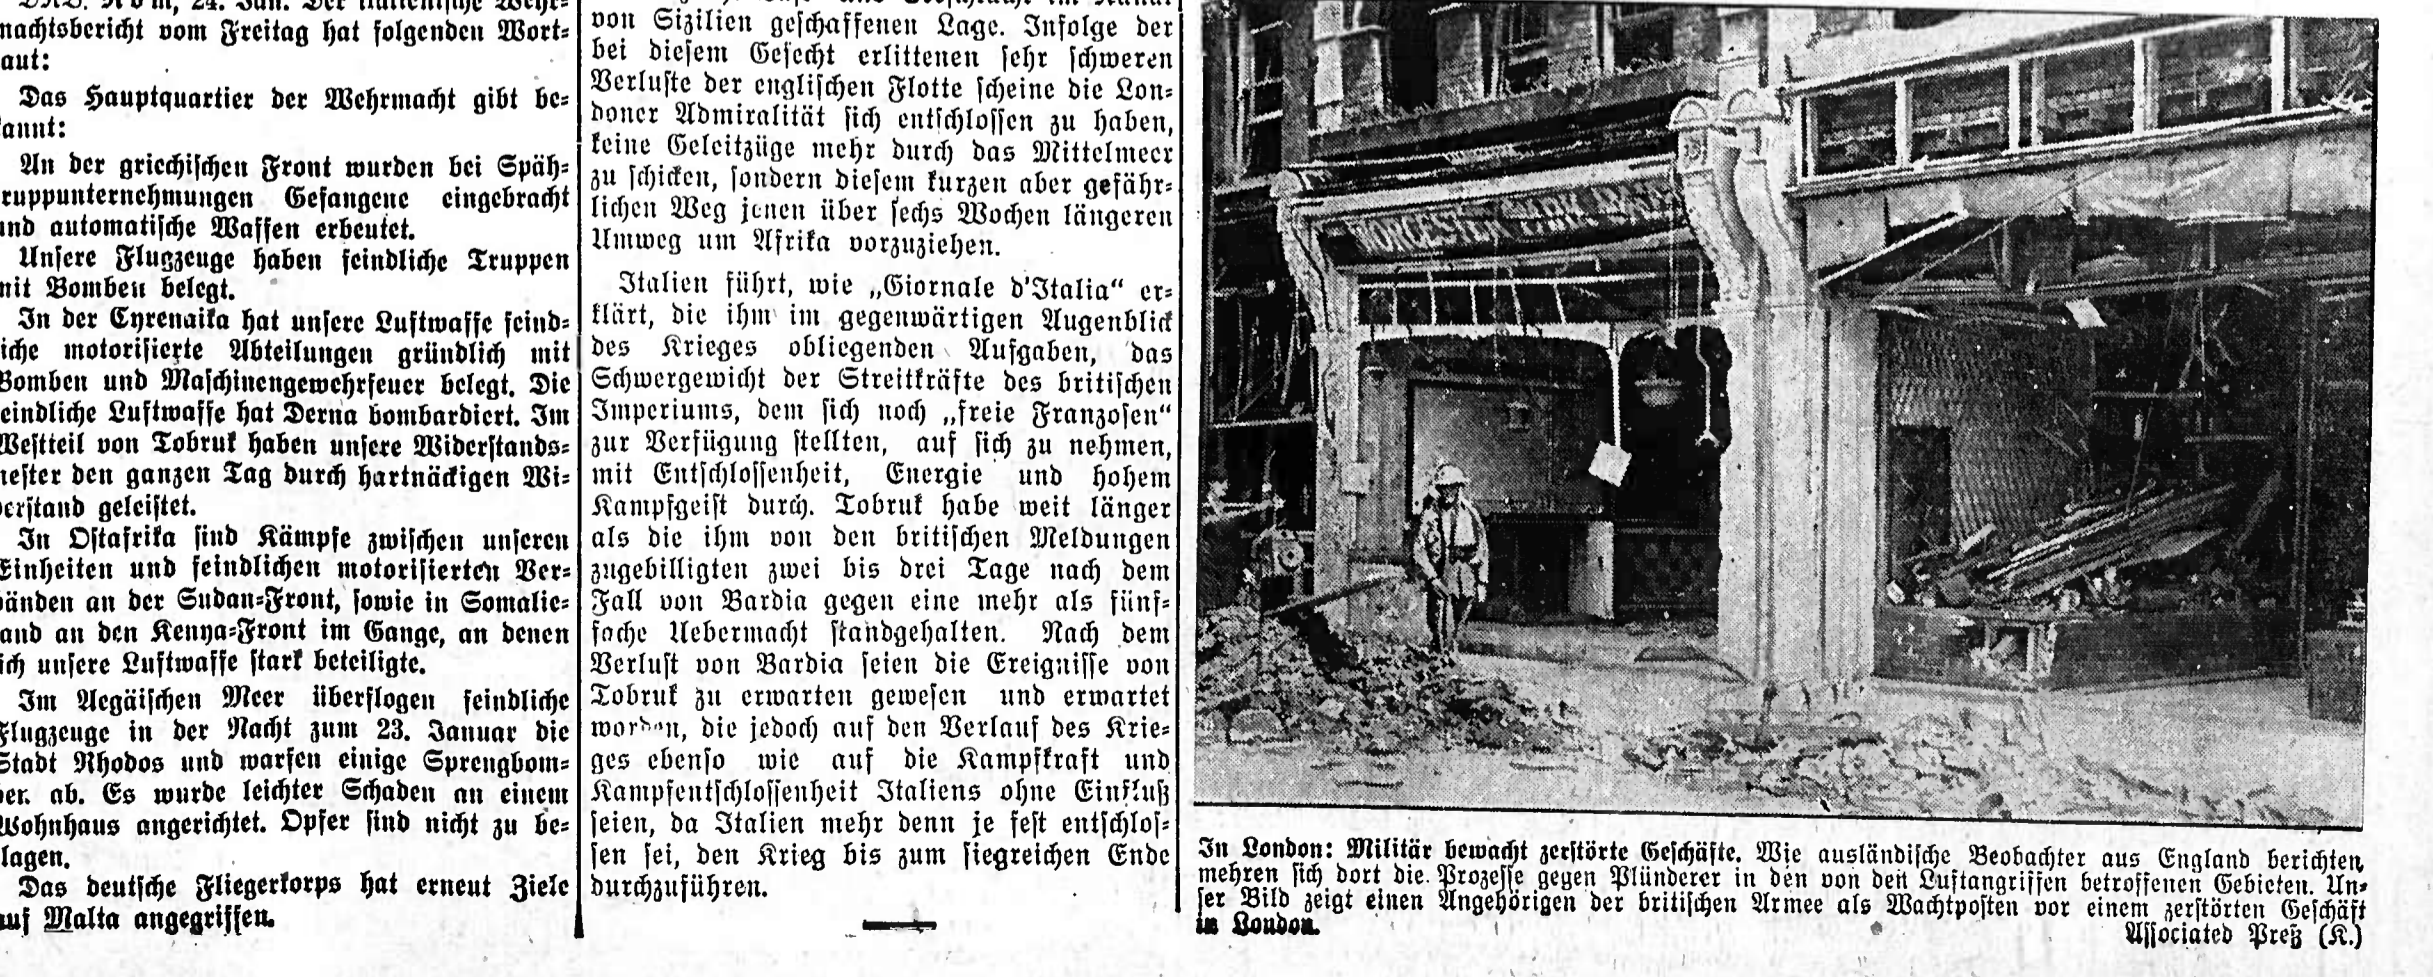 DNB. Rom, 24. Jan. Der italienische Wehr-
nachtsbericht vom Freitag hat folgenden Wort-
aut:
Das Hauptquartier der Wehrmacht gibt be-
annt:
An der griechischen Front wurden bei Späh-
ruppunternehmungen Gefangene eingebracht
und automatische Waffen erbeutet.
Unsere Flugzeuge haben feindliche Truppen
mit Bomben belegt.
In der Cyrenaika hat unsere Luftwaffe feind-
iche motorisierte Abteilungen gründlich mit
Bomben und Maschinengewehrfeuer belegt. Die
eindliche Luftwaffe hat Derna bombardiert. Im
Westteil von Tobruk haben unsere Widerstands-
nester den ganzen Tag durch hartnäckigen Wi-
derstand geleistet.
In Ostafrika sind Kämpfe zwischen unseren
Einheiten und feindlichen motorisierten Ver-
bänden an der Sudan-Front, sowie in Somalie-
and an den Kenya-Front im Gange, an denen
sich unsere Luftwaffe stark beteiligte.
Im Aegäischen Meer überflogen feindliche
Flugzeuge in der Nacht zum 23. Januar die
Stadt Rhodos und warfen einige Sprengbom-
ben ab. Es wurde leichter Schaden an einem
Wohnhaus angerichtet. Opfer sind nicht zu be-
lagen.
Das deutsche Fliegerkorps hat erneut Ziele
auf Malta angegriffen.
von Sizilien geschaffenen Lage. Infolge der
bei diesem Gefecht erlittenen sehr schweren
Verluste der englischen Flotte scheine die Lon-
doner Admiralität sich entschlossen zu haben,
keine Geleitzüge mehr durch das Mittelmeer
zu schicken, sondern diesem kurzen aber gefähr-
lichen Weg jenen über sechs Wochen längeren
Umweg um Afrika vorzuziehen.
Italien führt, wie „Giornale d'Italia“ er-
klärt, die ihm im gegenwärtigen Augenblick
des Krieges obliegenden Aufgaben, das
Schwergewicht der Streitkräfte des britischen
Imperiums, dem sich noch „freie Franzosen“
zur Verfügung stellten, auf sich zu nehmen,
mit Entschlossenheit, Energie und hohem
Kampfgeist durch. Tobruk habe weit länger
als die ihm von den britischen Meldungen
zugebilligten zwei bis drei Tage nach dem
Fall von Bardia gegen eine mehr als fünf-
fache Uebermacht standgehalten. Nach dem
Verlust von Bardia seien die Ereignisse von
Tobruk zu erwarten gewesen und erwartet
worden, die jedoch auf den Verlauf des Krie-
ges ebenso wie auf die Kampfkraft und
Kampfentschlossenheit Italiens ohne Einfluß
seien, da Italien mehr denn je fest entschlos-
sen sei, den Krieg bis zum siegreichen Ende
durchzuführen.
WORCESTER PARK
In London: Militär bewacht zerstörte Geschäfte. Wie ausländische Beobachter aus England berichten,
mehren sich dort die Prozesse gegen Plünderer in den von den Luftangriffen betroffenen Gebieten. Un-
ser Bild zeigt einen Angehörigen der britischen Armee als Wachtposten vor einem zerstörten Geschäft
in London.
Associated Preß (K.)